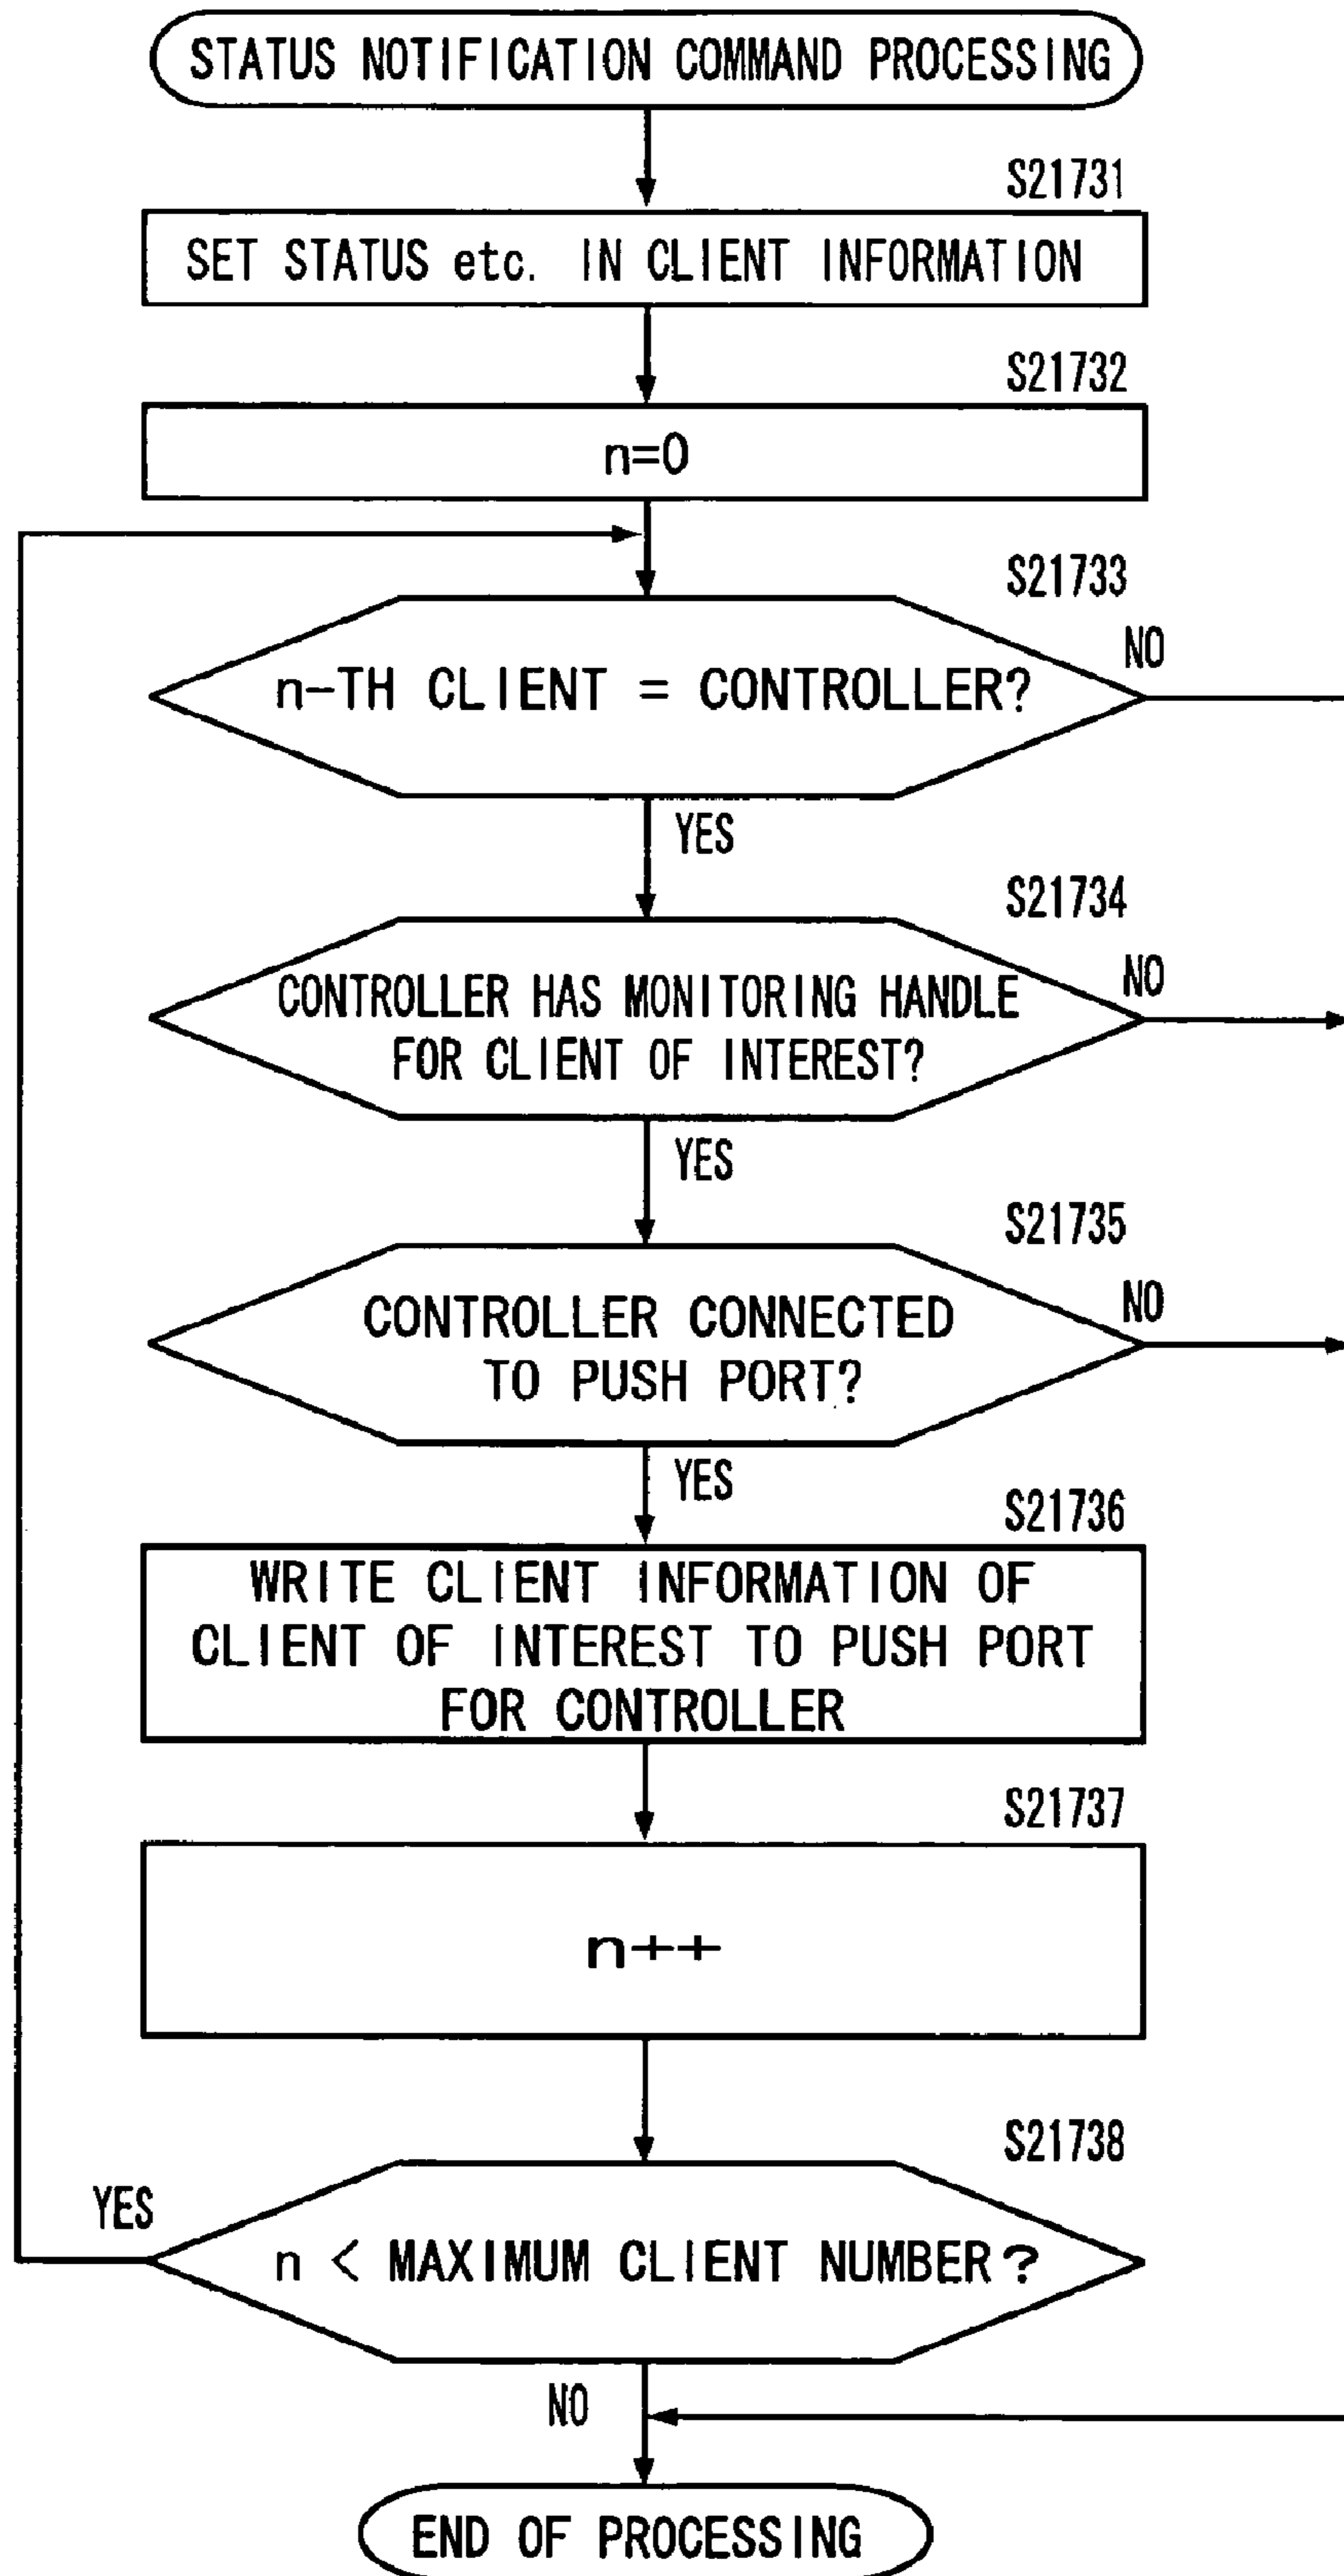 STATUS NOTIFICATION COMMAND PROCESSING
S21731
SET STATUS etc. IN CLIENT INFORMATION
S21732
n=0
S21733
n-TH CLIENT = CONTROLLER?
NO
YES
S21734
CONTROLLER HAS MONITORING HANDLE
FOR CLIENT OF INTEREST?
NO
YES
S21735
CONTROLLER CONNECTED
TO PUSH PORT?
NO
YES
S21736
WRITE CLIENT INFORMATION OF
CLIENT OF INTEREST TO PUSH PORT
FOR CONTROLLER
S21737
n++
S21738
YES
n < MAXIMUM CLIENT NUMBER?
NO
END OF PROCESSING